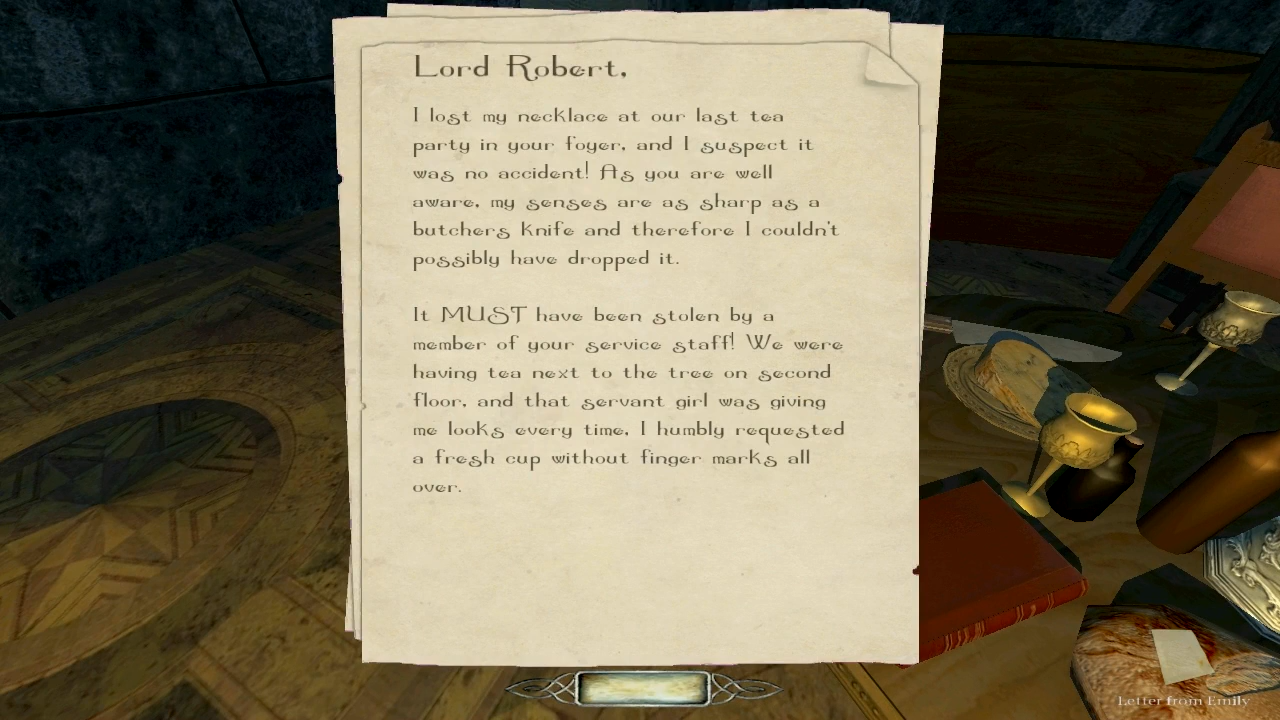 Lord Robert,
I lost my necklace at our last tea
party in your foyer, and I suspect it
was no accident! As you are well
aware, my senses are as sharp as a
butchers knife and therefore I couldn't
possibly have dropped it.
It MUST have been stolen by a
member of your service staff! We were
having tea next to the tree on second
floor, and that servant girl was giving
me looks every time, I humbly requested
a fresh cup without finger marks all
over.
Letter from Emily